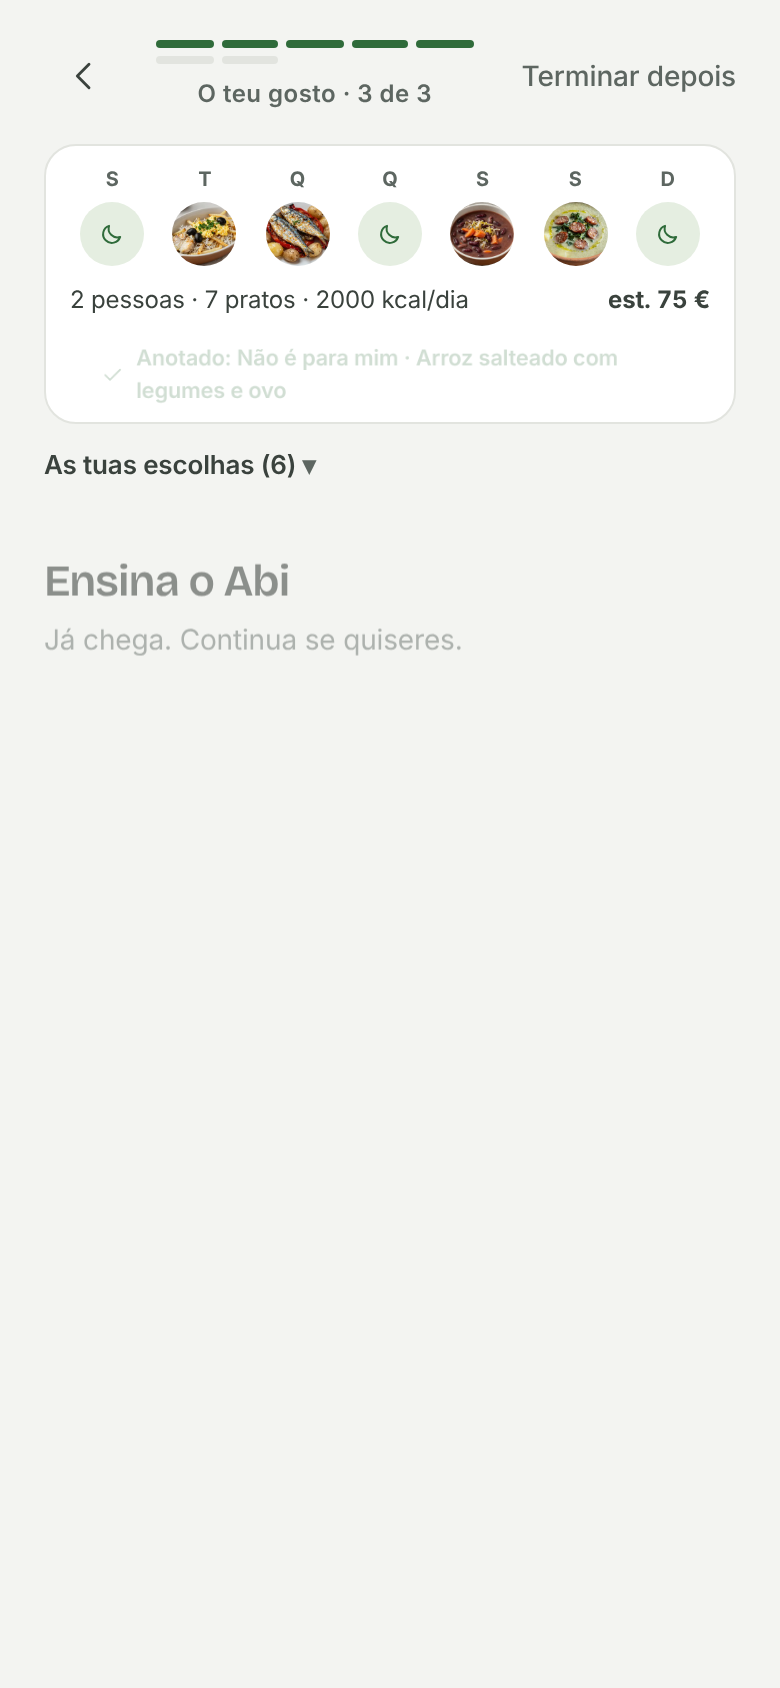 Terminar depois
O teu gosto · 3 de 3
S T Q Q S S D
2 pessoas · 7 pratos · 2000 kcal/dia est. 75 €
Anotado: Não é para mim · Arroz salteado com
legumes e ovo
As tuas escolhas (6) ▾
Ensina o Abi
Já chega. Continua se quiseres.